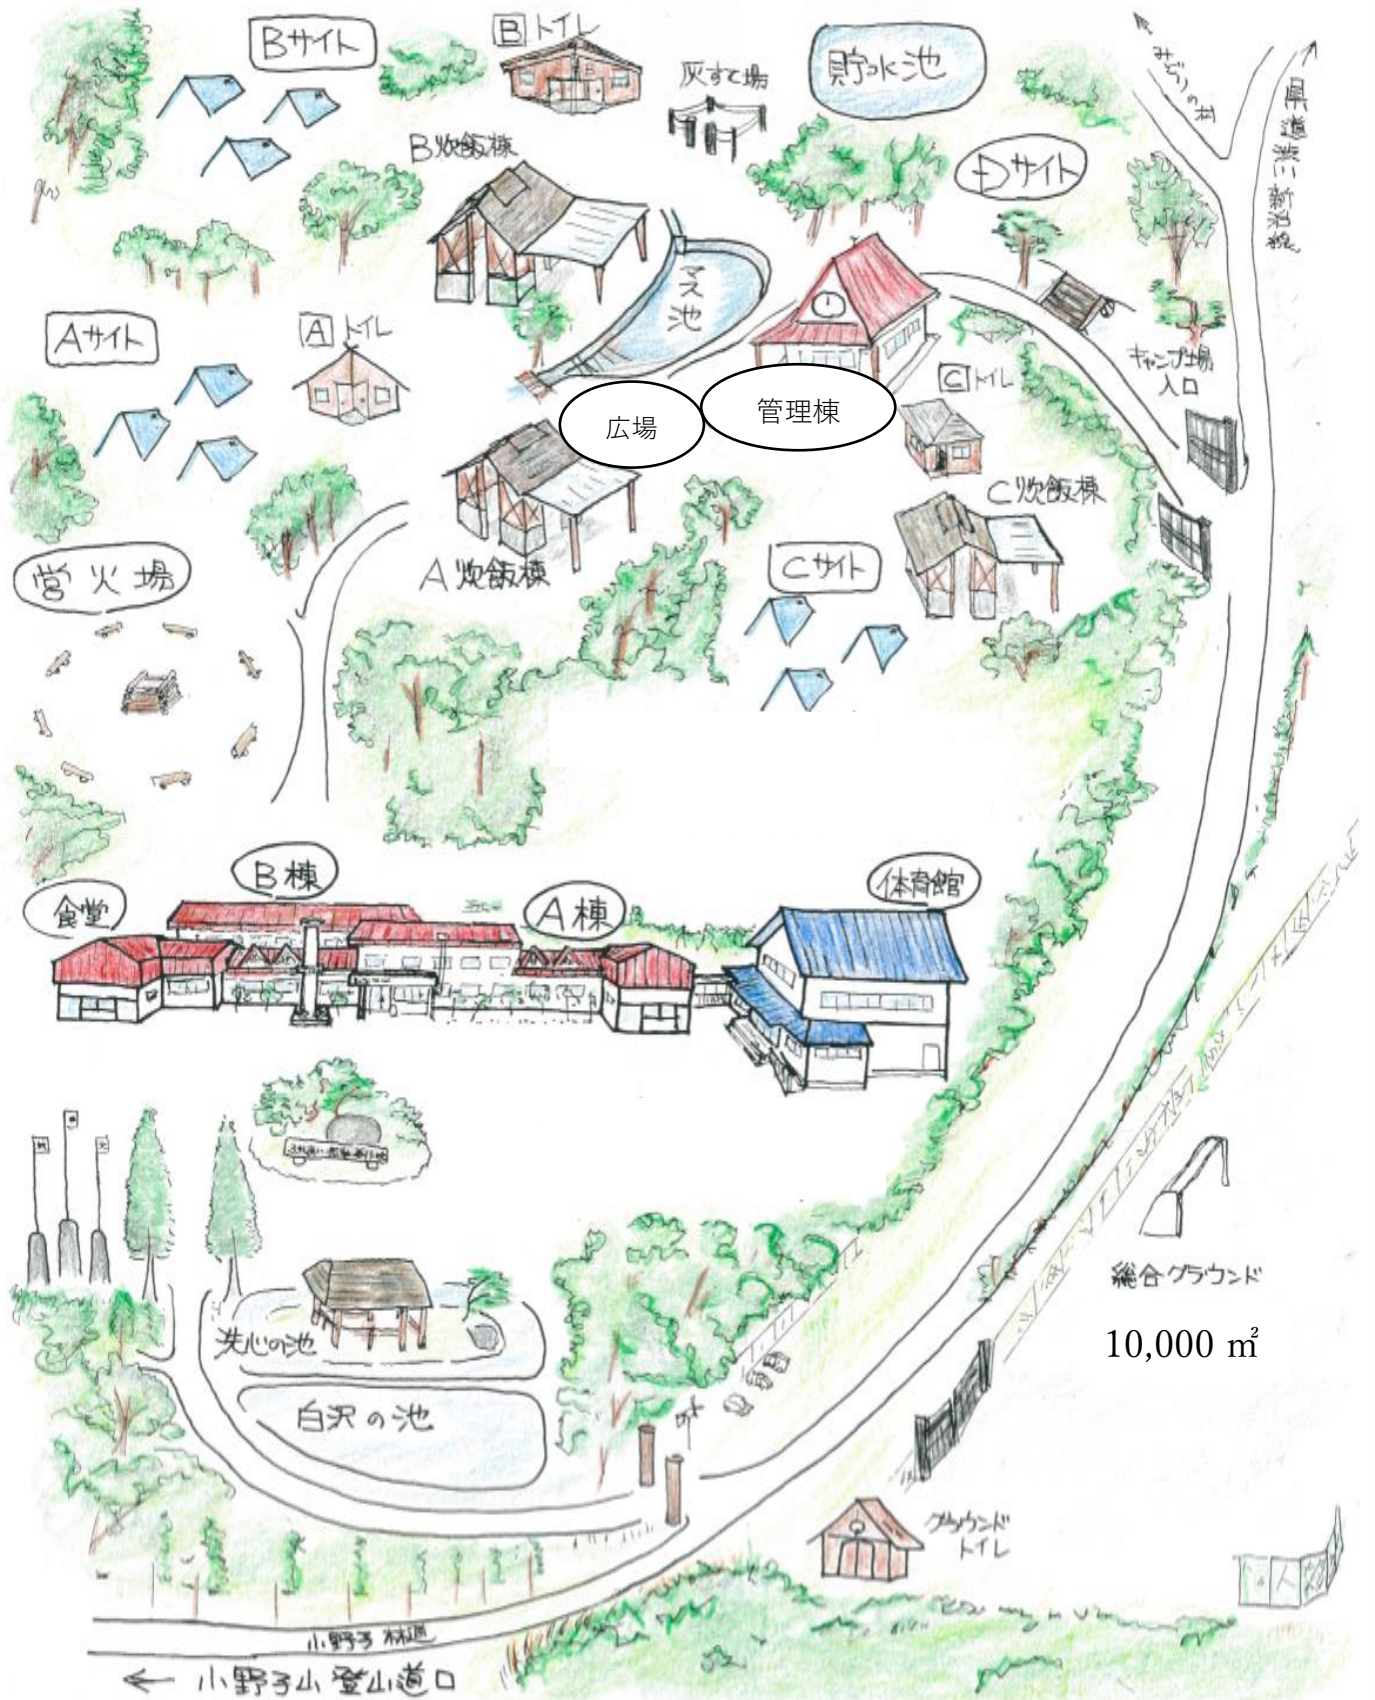 Bサイト
B トイレ
灰すて場
貯水池
みどりの村
県道渋川新沼線
B炊飯棟
Dサイト
マス池
Aサイト
A トイレ
キャンプ場
入口
C トイレ
広場
管理棟
C炊飯棟
A炊飯棟
Cサイト
営火場
B棟
食堂
A棟
体育館
総合グラウンド
10,000 ㎡
洗心の池
白沢の池
グラウンド
トイレ
小野子林道
← 小野子山登山道口